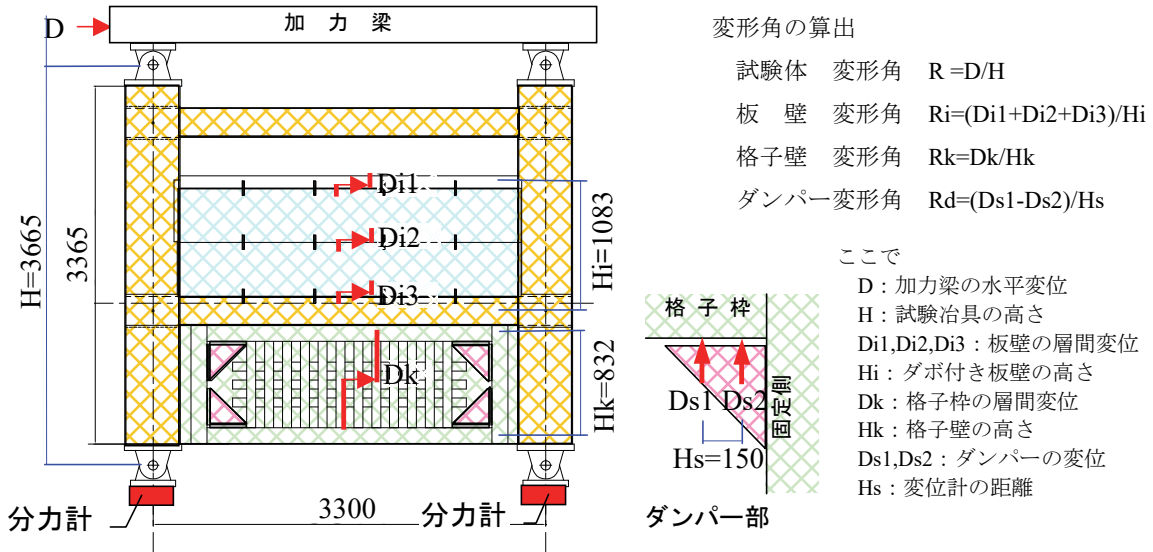 加 力 梁
D
H=3665
3365
Di1
Di2
Di3
Hi=1083
Dk
Hk=832
分力計
3300
分力計
変形角の算出
試験体 変形角 R =D/H
板 壁 変形角 Ri=(Di1+Di2+Di3)/Hi
格子壁 変形角 Rk=Dk/Hk
ダンパー変形角 Rd=(Ds1-Ds2)/Hs
格 子 枠
Ds1 Ds2
固定側
Hs=150
ダンパー部
ここで
D:加力梁の水平変位
H:試験冶具の高さ
Di1,Di2,Di3:板壁の層間変位
Hi:ダボ付き板壁の高さ
Dk:格子枠の層間変位
Hk:格子壁の高さ
Ds1,Ds2:ダンパーの変位
Hs:変位計の距離